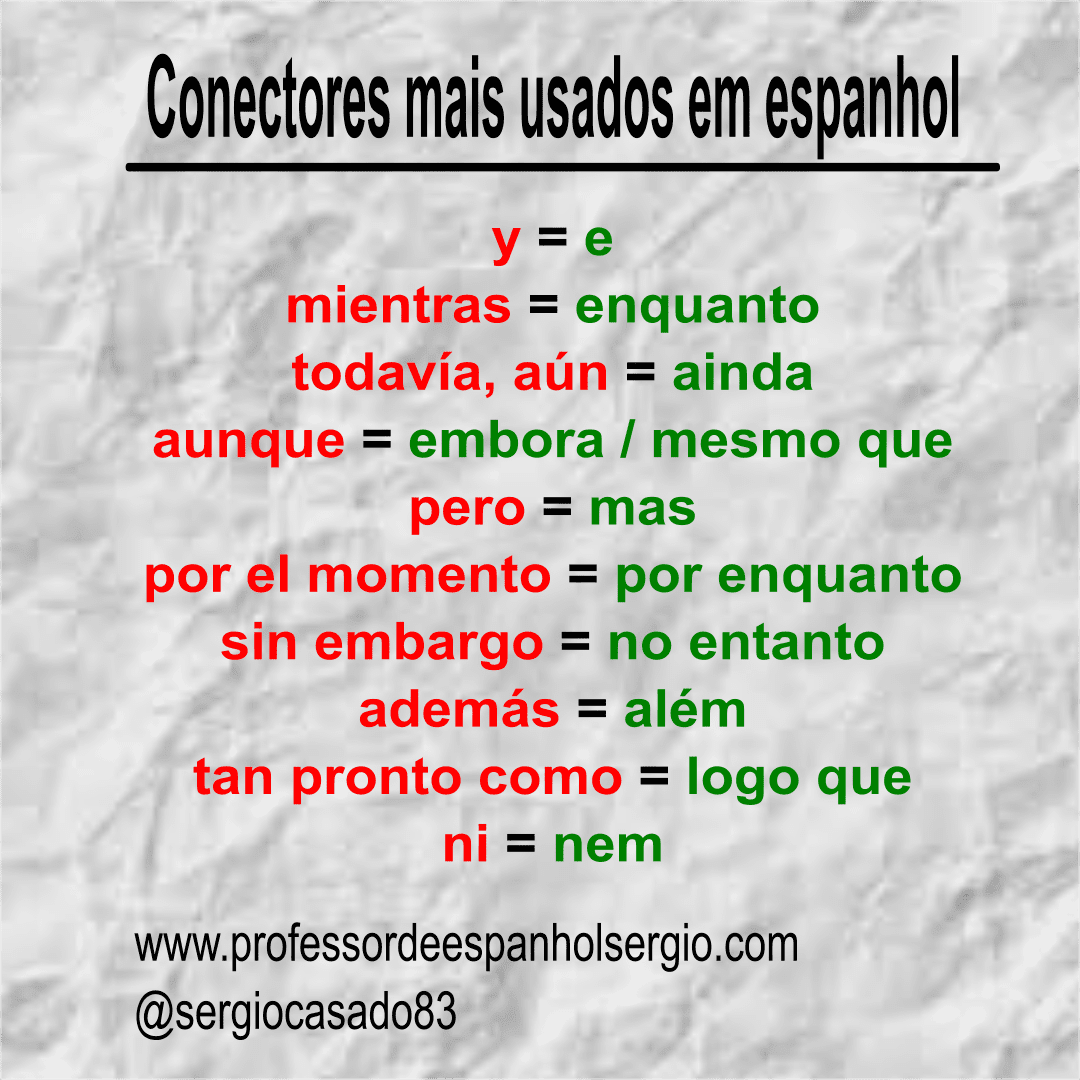 Conectores mais usados em espanhol
y = e
mientras = enquanto
todavía, aún = ainda
aunque = embora / mesmo que
pero = mas
por el momento = por enquanto
sin embargo = no entanto
además = além
tan pronto como = logo que
ni = nem
www.professordeespanholsergio.com
@sergiocasado83